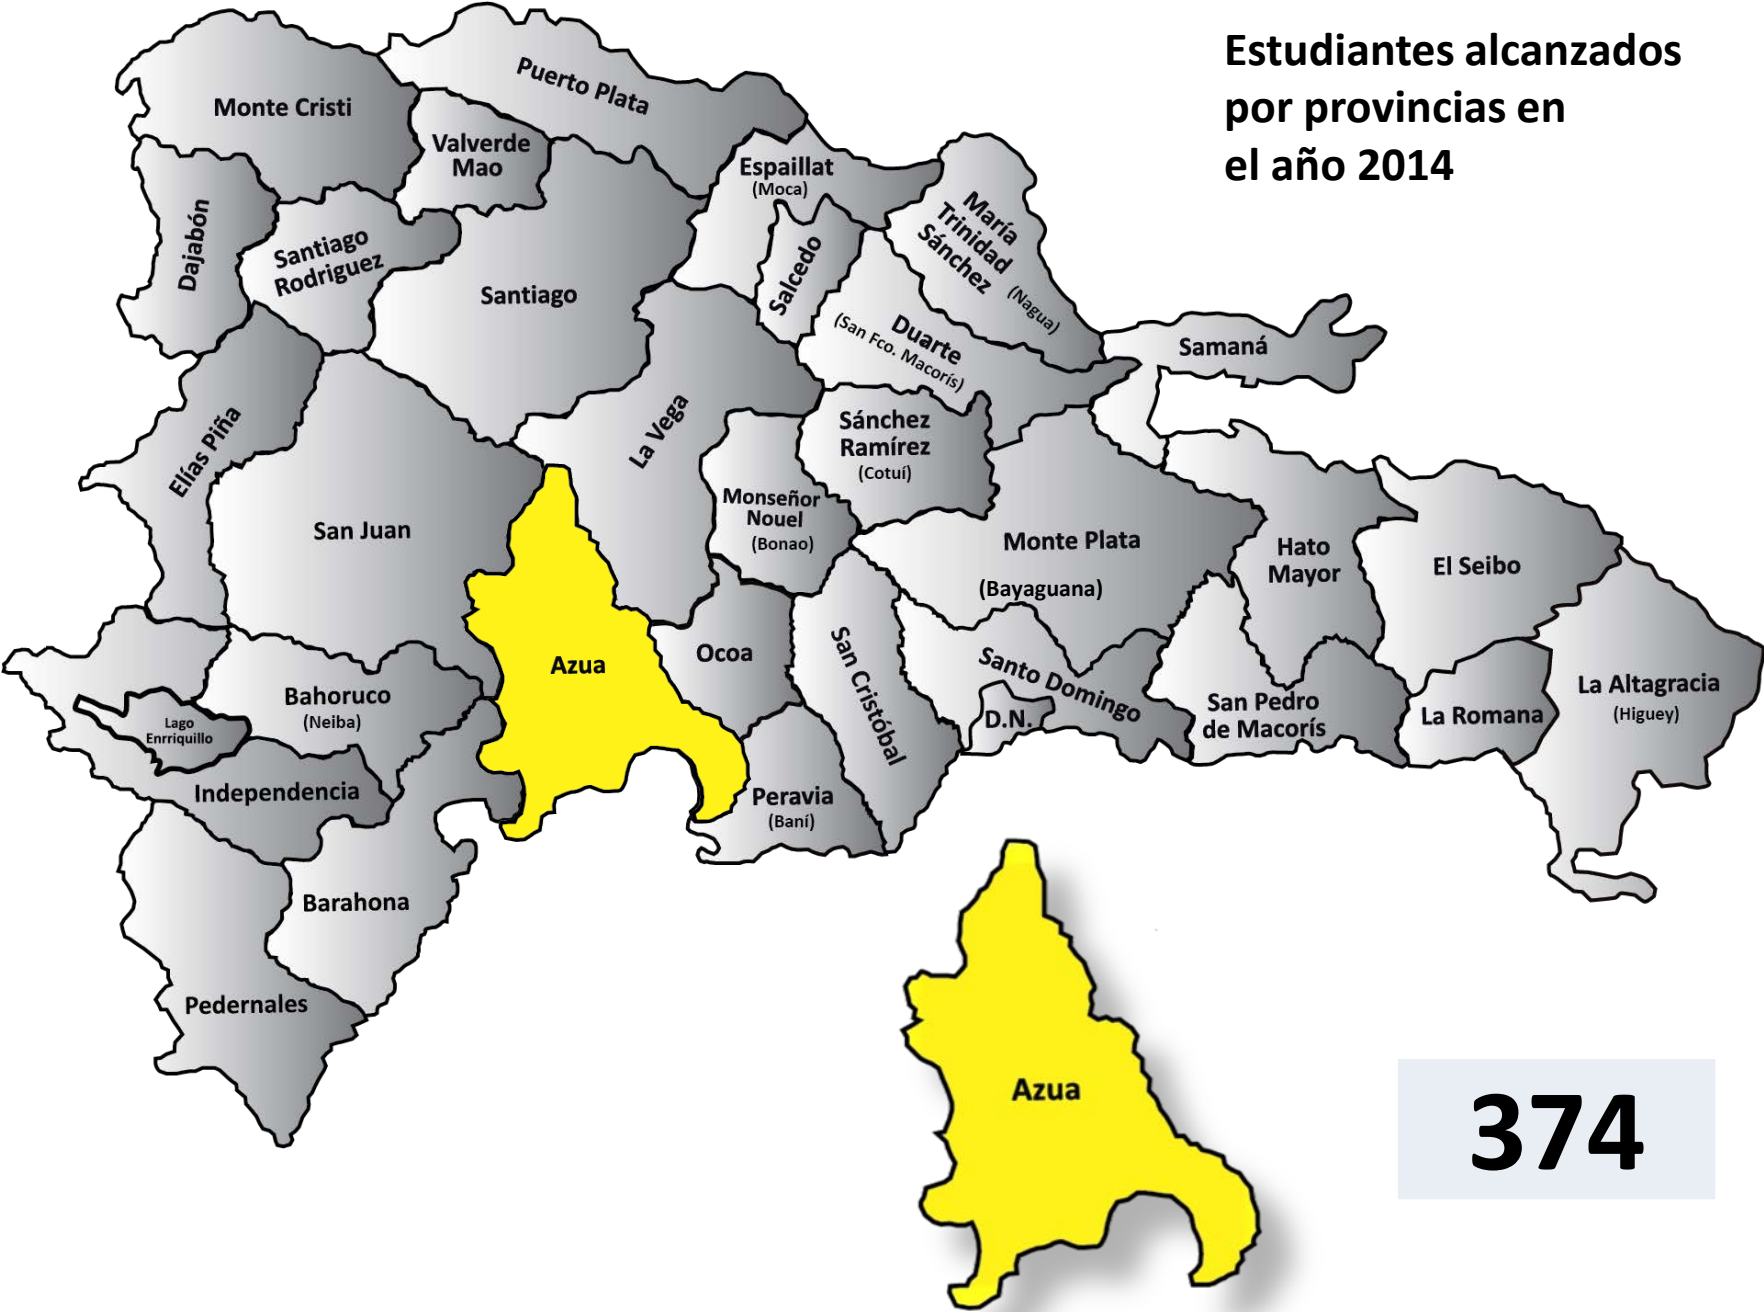 Estudiantes alcanzados
por provincias en
el año 2014
Monte Cristi
Puerto Plata
Valverde
Mao
Espaillat
(Moca)
María
Trinidad
Sánchez
(Nagua)
Dajabón
Santiago
Rodriguez
Santiago
Salcedo
Duarte
(San Fco. Macorís)
Samaná
Elías Piña
La Vega
Sánchez
Ramírez
(Cotuí)
San Juan
Monseñor
Nouel
(Bonao)
Monte Plata
(Bayaguana)
Hato
Mayor
El Seibo
Azua
Ocoa
San Cristóbal
Santo Domingo
D.N.
San Pedro
de Macorís
La Romana
La Altagracia
(Higuey)
Bahoruco
(Neiba)
Lago
Enrriquillo
Independencia
Peravia
(Baní)
Barahona
Pedernales
Azua
374